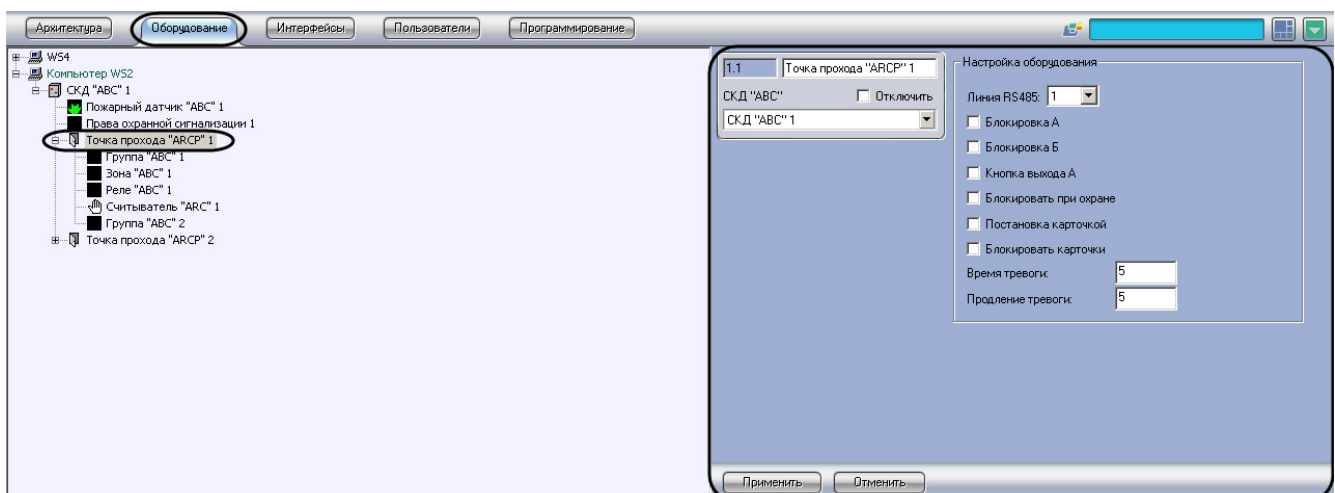 Архитектура Оборудование Интерфейсы Пользователи Программирование
WS4
Компьютер WS2
СКД "ABC" 1
Пожарный датчик "ABC" 1
Права охранной сигнализации 1
Точка прохода "ARCP" 1
Группа "ABC" 1
Зона "ABC" 1
Реле "ABC" 1
Считыватель "ARC" 1
Группа "ABC" 2
Точка прохода "ARCP" 2
1.1 Точка прохода "ARCP" 1
СКД "ABC" Отключить
СКД "ABC" 1
Настройка оборудования
Линия RS485: 1
Блокировка А
Блокировка Б
Кнопка выхода А
Блокировать при охране
Постановка карточкой
Блокировать карточки
Время тревоги: 5
Продление тревоги: 5
Применить Отменить